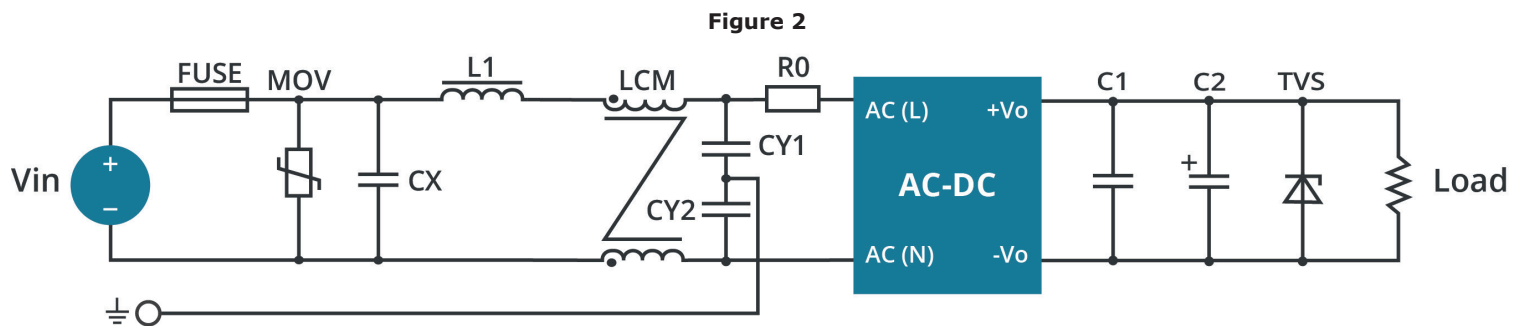 Figure 2
FUSE
MOV
L1
LCM
R0
C1
C2
TVS
AC (L)
+Vo
CY1
Vin
+
−
CX
AC-DC
+
Load
CY2
AC (N)
-Vo